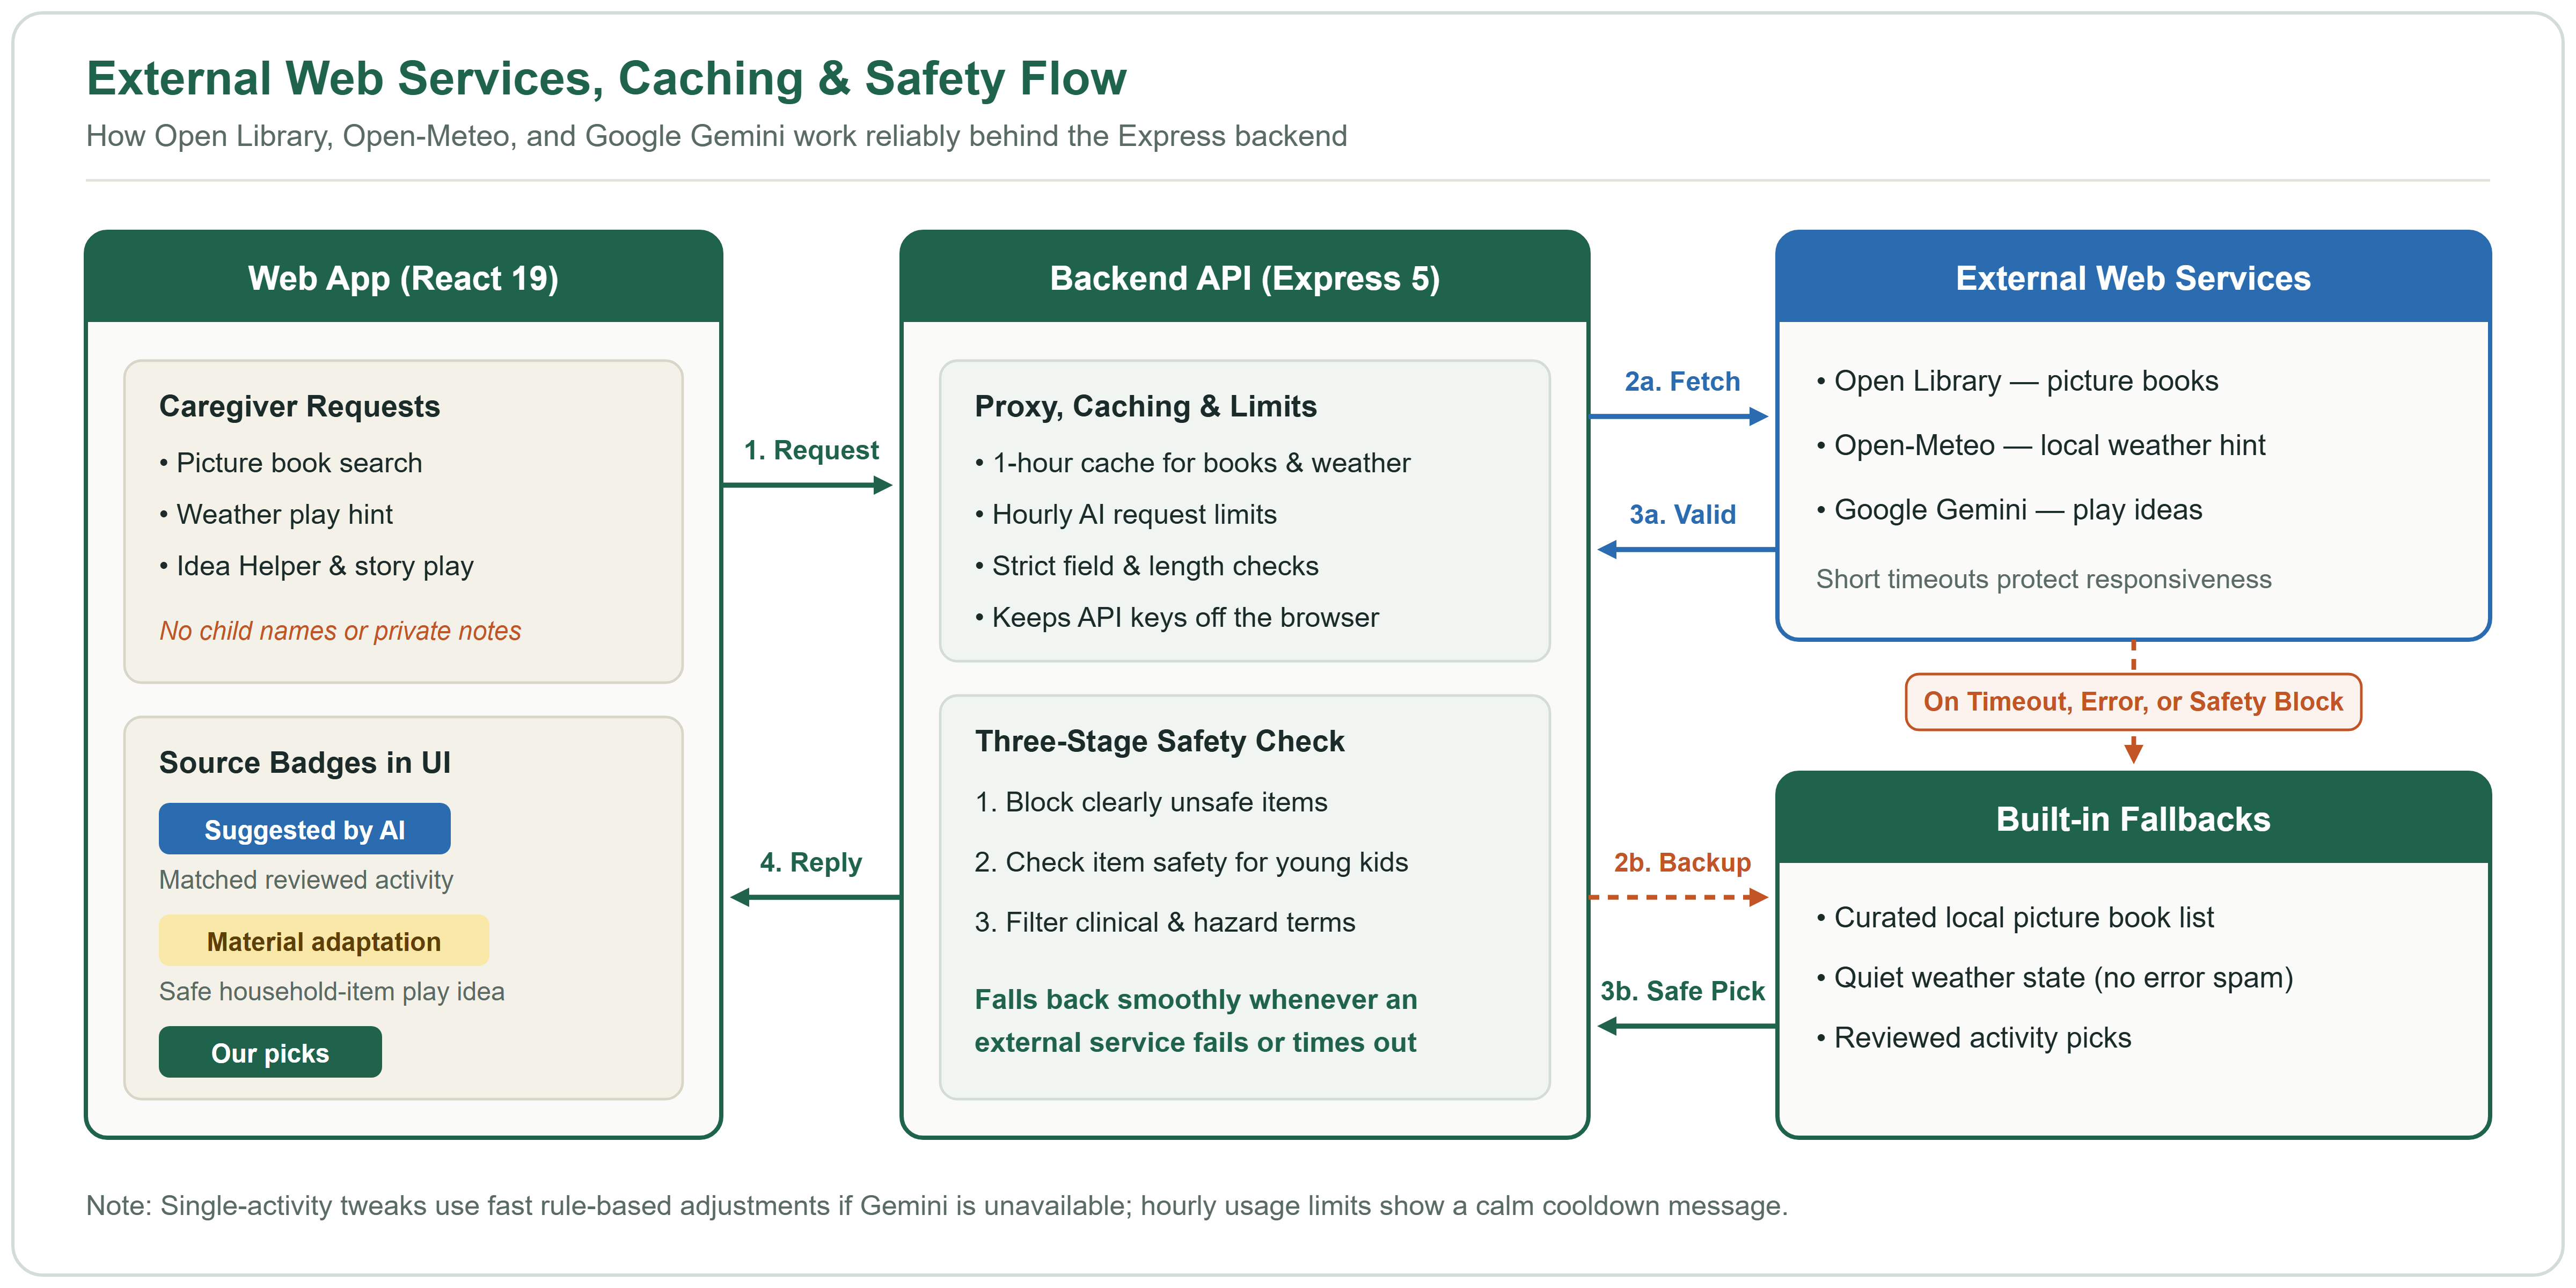 External Web Services, Caching & Safety Flow
How Open Library, Open-Meteo, and Google Gemini work reliably behind the Express backend
Web App (React 19)
Caregiver Requests
• Picture book search
• Weather play hint
• Idea Helper & story play
No child names or private notes
Source Badges in UI
Suggested by AI
Matched reviewed activity
Material adaptation
Safe household-item play idea
Our picks
1. Request
4. Reply
Backend API (Express 5)
Proxy, Caching & Limits
• 1-hour cache for books & weather
• Hourly AI request limits
• Strict field & length checks
• Keeps API keys off the browser
Three-Stage Safety Check
1. Block clearly unsafe items
2. Check item safety for young kids
3. Filter clinical & hazard terms
Falls back smoothly whenever an
external service fails or times out
2a. Fetch
3a. Valid
2b. Backup
3b. Safe Pick
External Web Services
• Open Library — picture books
• Open-Meteo — local weather hint
• Google Gemini — play ideas
Short timeouts protect responsiveness
On Timeout, Error, or Safety Block
Built-in Fallbacks
• Curated local picture book list
• Quiet weather state (no error spam)
• Reviewed activity picks
Note: Single-activity tweaks use fast rule-based adjustments if Gemini is unavailable; hourly usage limits show a calm cooldown message.